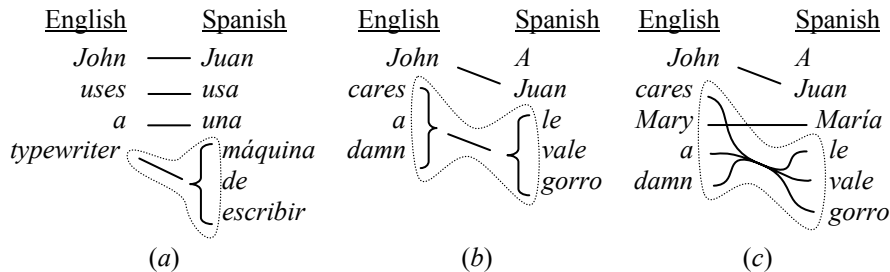 English Spanish
John Juan
uses usa
a una
typewriter máquina
de
escribir
(a)
English Spanish
John A
cares Juan
a le
damn vale
gorro
(b)
English Spanish
John A
cares Juan
Mary María
a le
damn vale
gorro
(c)